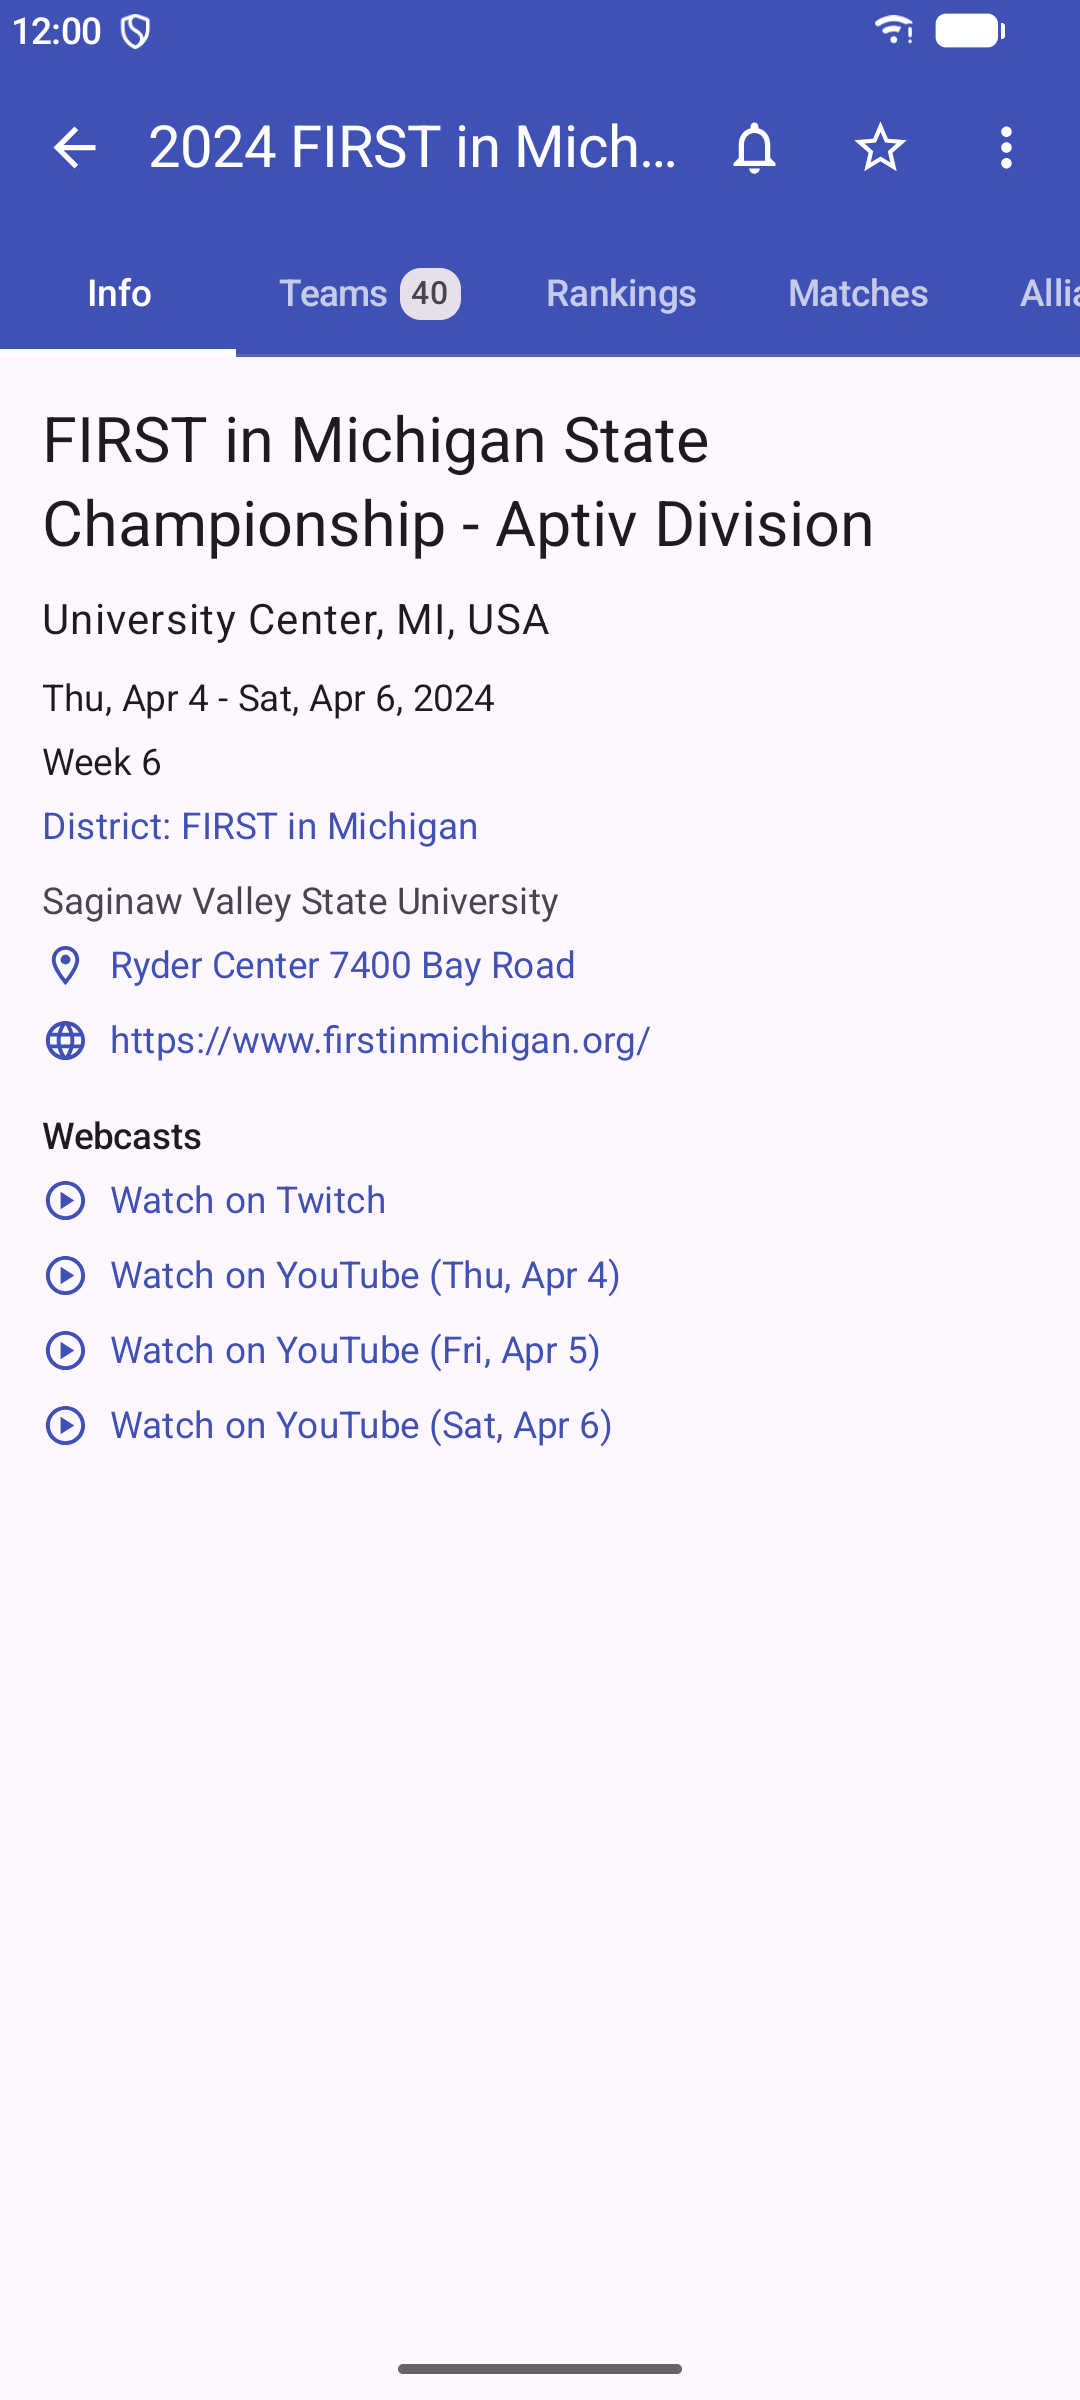 12:00
2024 FIRST in Mich...
Info
Teams 40
Rankings
Matches
Allia
FIRST in Michigan State
Championship - Aptiv Division
University Center, MI, USA
Thu, Apr 4 - Sat, Apr 6, 2024
Week 6
District: FIRST in Michigan
Saginaw Valley State University
Ryder Center 7400 Bay Road
https://www.firstinmichigan.org/
Webcasts
Watch on Twitch
Watch on YouTube (Thu, Apr 4)
Watch on YouTube (Fri, Apr 5)
Watch on YouTube (Sat, Apr 6)